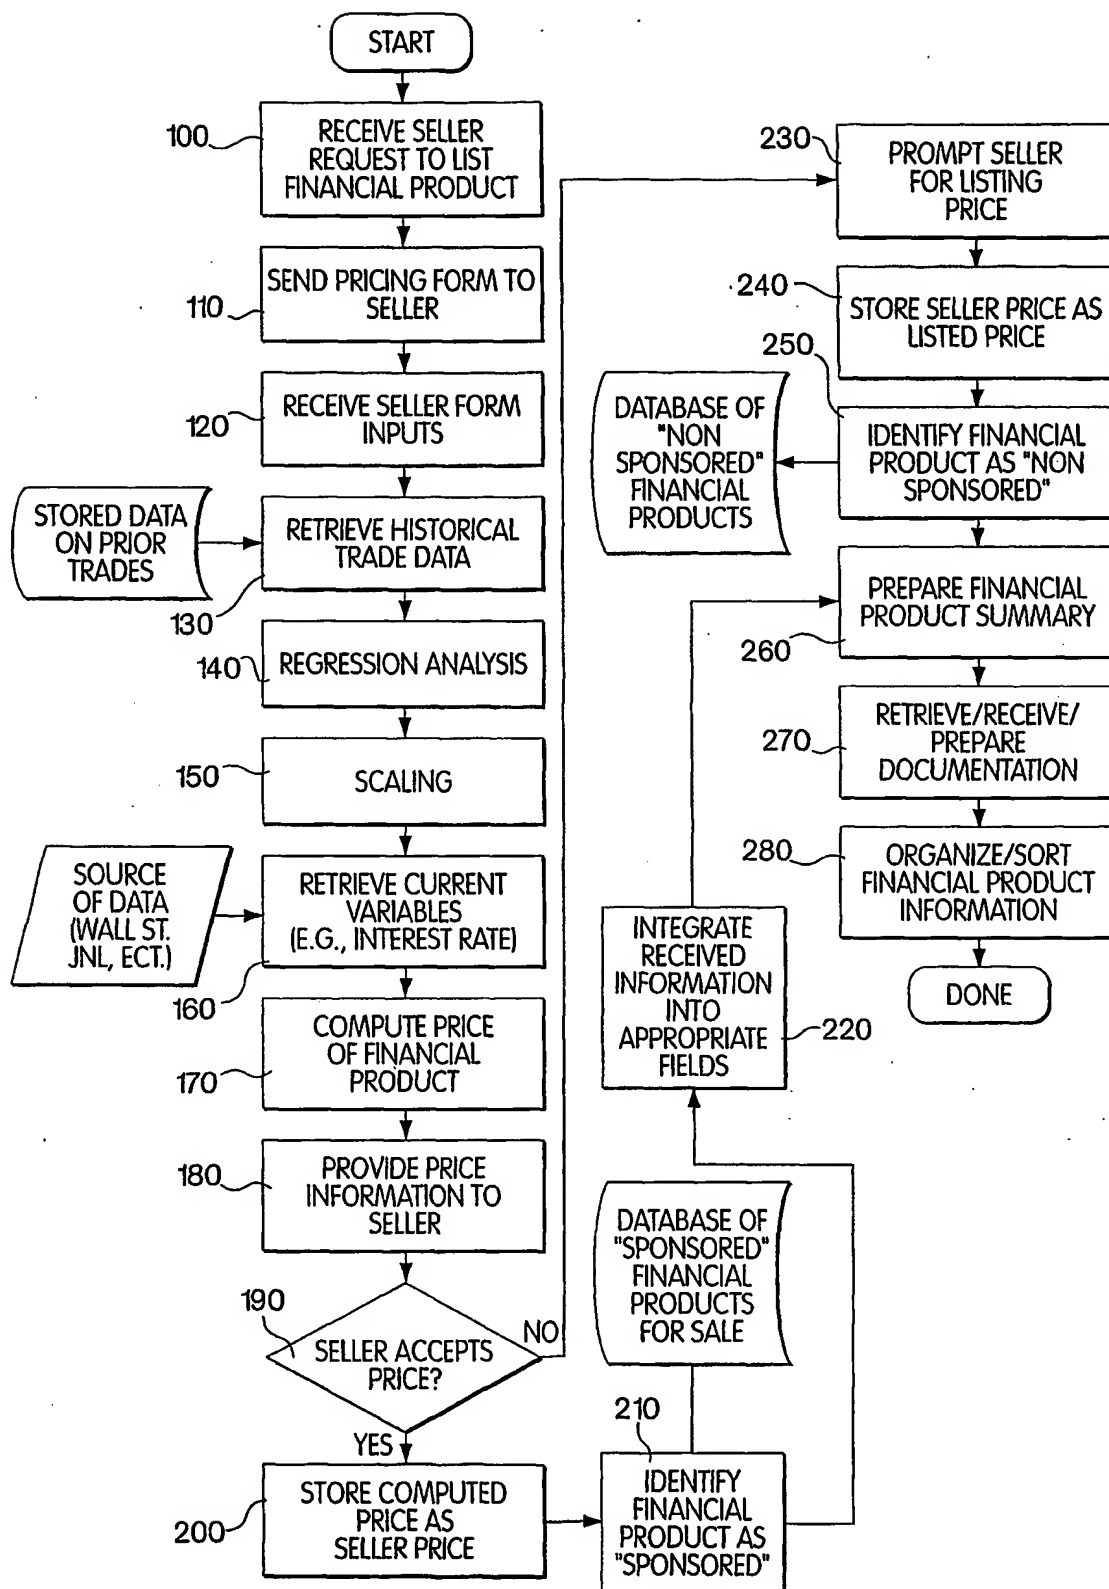 START
100
RECEIVE SELLER
REQUEST TO LIST
FINANCIAL PRODUCT
110
SEND PRICING FORM TO
SELLER
120
RECEIVE SELLER FORM
INPUTS
STORED DATA
ON PRIOR
TRADES
RETRIEVE HISTORICAL
TRADE DATA
130
140
REGRESSION ANALYSIS
150
SCALING
SOURCE
OF DATA
(WALL ST.
JNL, ECT.)
RETRIEVE CURRENT
VARIABLES
(E.G., INTEREST RATE)
160
170
COMPUTE PRICE
OF FINANCIAL
PRODUCT
180
PROVIDE PRICE
INFORMATION TO
SELLER
190
SELLER ACCEPTS
PRICE?
NO
YES
200
STORE COMPUTED
PRICE AS
SELLER PRICE
210
IDENTIFY
FINANCIAL
PRODUCT AS
"SPONSORED"
DATABASE OF
"SPONSORED"
FINANCIAL
PRODUCTS
FOR SALE
INTEGRATE
RECEIVED
INFORMATION
INTO
APPROPRIATE
FIELDS
220
230
PROMPT SELLER
FOR LISTING
PRICE
240
STORE SELLER PRICE AS
LISTED PRICE
250
IDENTIFY FINANCIAL
PRODUCT AS "NON
SPONSORED"
DATABASE OF
"NON
SPONSORED"
FINANCIAL
PRODUCTS
PREPARE FINANCIAL
PRODUCT SUMMARY
260
270
RETRIEVE/RECEIVE/
PREPARE
DOCUMENTATION
280
ORGANIZE/SORT
FINANCIAL PRODUCT
INFORMATION
DONE